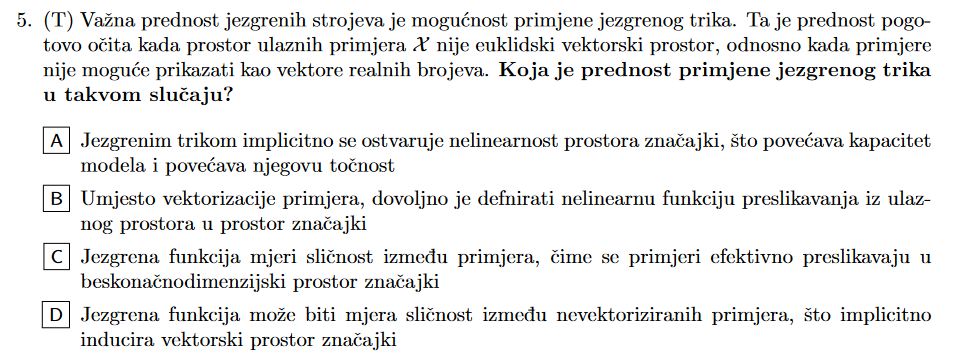 5. (T) Važna prednost jezgrenih strojeva je mogućnost primjene jezgrenog trika. Ta je prednost pogo-
tovo očita kada prostor ulaznih primjera 𝒳 nije euklidski vektorski prostor, odnosno kada primjere
nije moguće prikazati kao vektore realnih brojeva. Koja je prednost primjene jezgrenog trika
u takvom slučaju?
A Jezgrenim trikom implicitno se ostvaruje nelinearnost prostora značajki, što povećava kapacitet
modela i povećava njegovu točnost
B Umjesto vektorizacije primjera, dovoljno je defnirati nelinearnu funkciju preslikavanja iz ulaz-
nog prostora u prostor značajki
C Jezgrena funkcija mjeri sličnost između primjera, čime se primjeri efektivno preslikavaju u
beskonačnodimenzijski prostor značajki
D Jezgrena funkcija može biti mjera sličnost između nevektoriziranih primjera, što implicitno
inducira vektorski prostor značajki